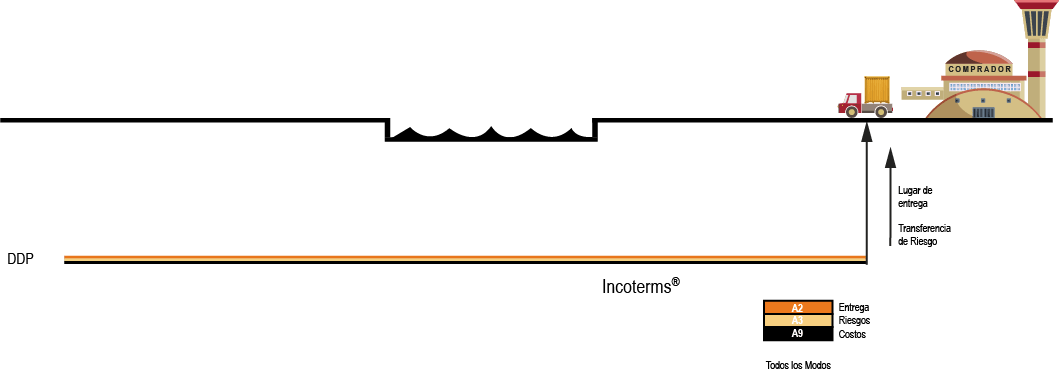 COMPRADOR
Lugar de
entrega
Transferencia
de Riesgo
DDP
Incoterms®
A2 Entrega
A3 Riesgos
A9 Costos
Todos los Modos